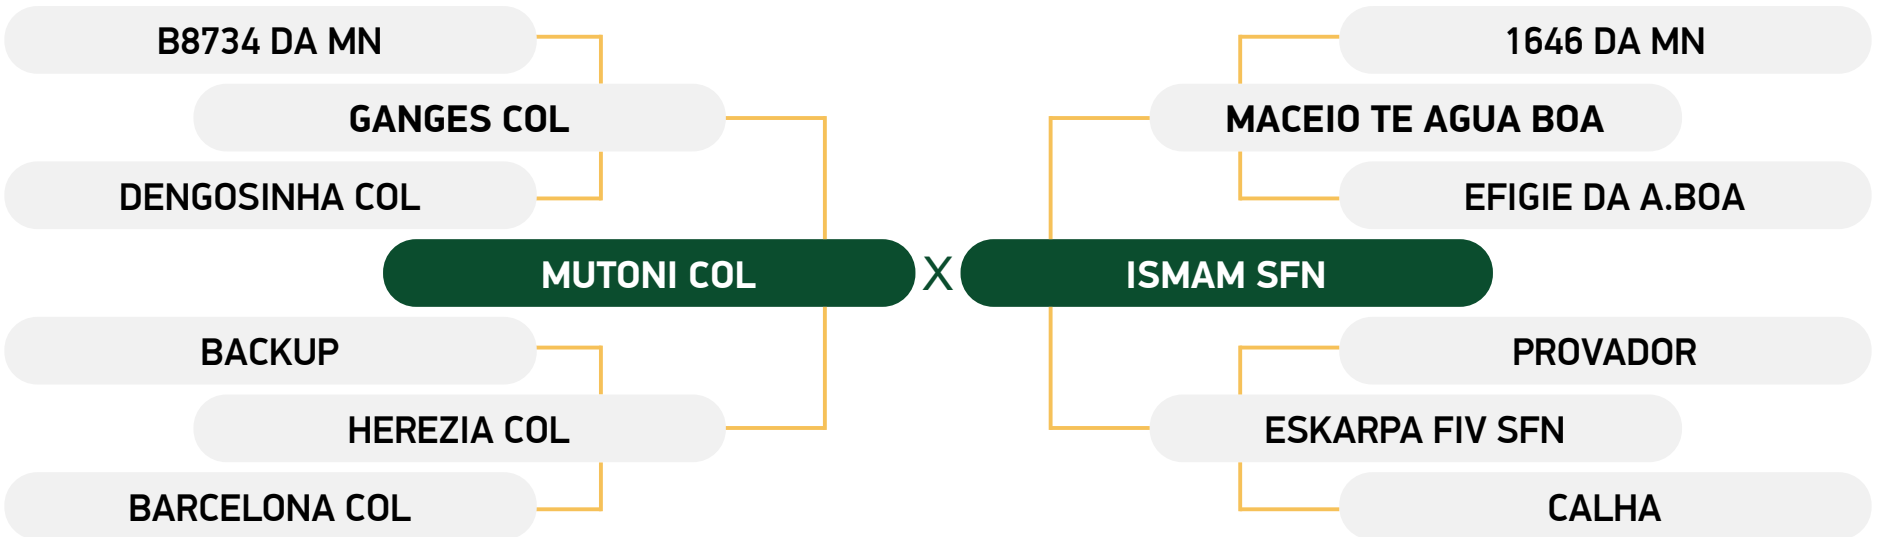 B8734 DA MN
1646 DA MN
GANGES COL
MACEIO TE AGUA BOA
DENGOSINHA COL
EFIGIE DA A.BOA
MUTONI COL X ISMAM SFN
BACKUP
PROVADOR
HEREZIA COL
ESKARPA FIV SFN
BARCELONA COL
CALHA